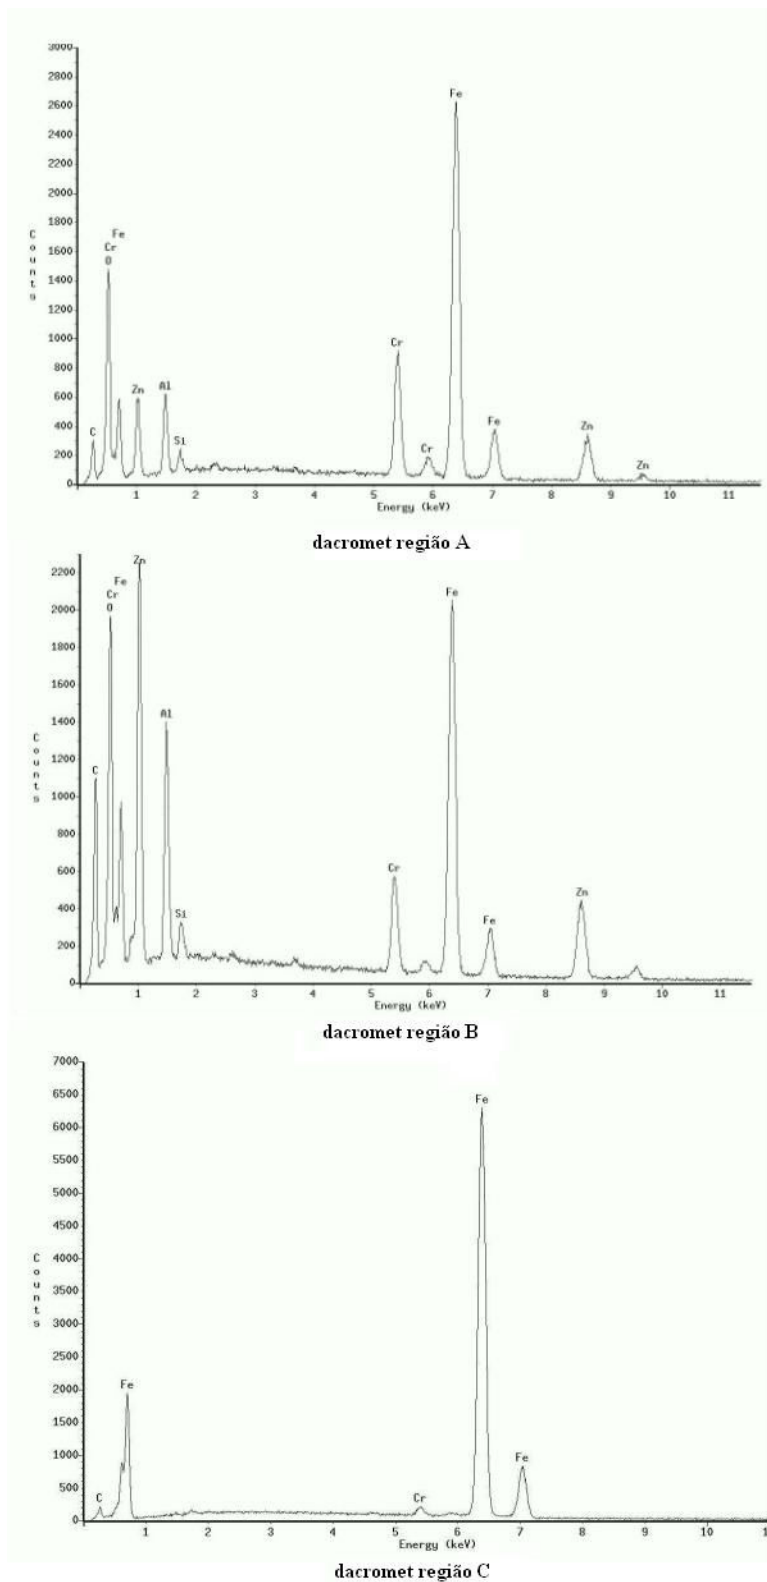 3000
2800
2600
2400
2200
2000
1800
1600
1400
1200
1000
800
600
400
200
0
Counts
C
Fe
Cr
O
Zn
Al
Si
Cr
Cr
Fe
Fe
Zn
Zn
1 2 3 4 5 6 7 8 9 10 11
Energy (keV)
dacromet região A
2200
2000
1800
1600
1400
1200
1000
800
600
400
200
0
Counts
C
Fe
Cr
O
Zn
Al
Si
Cr
Fe
Fe
Zn
1 2 3 4 5 6 7 8 9 10 11
Energy (keV)
dacromet região B
7000
6500
6000
5500
5000
4500
4000
3500
3000
2500
2000
1500
1000
500
0
Counts
C
Fe
Cr
Fe
Fe
1 2 3 4 5 6 7 8 9 10 1
Energy (keV)
dacromet região C